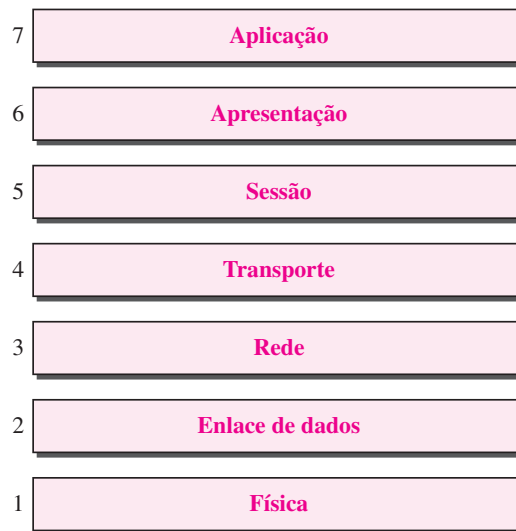 7 Aplicação
6 Apresentação
5 Sessão
4 Transporte
3 Rede
2 Enlace de dados
1 Física